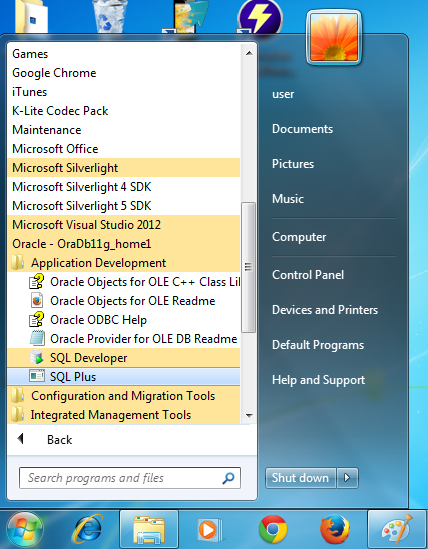 Games
Google Chrome
iTunes
K-Lite Codec Pack
Maintenance
Microsoft Office
Microsoft Silverlight
Microsoft Silverlight 4 SDK
Microsoft Silverlight 5 SDK
Microsoft Visual Studio 2012
Oracle - OraDb11g_home1
Application Development
Oracle Objects for OLE C++ Class Lil
Oracle Objects for OLE Readme
Oracle ODBC Help
Oracle Provider for OLE DB Readme
SQL Developer
SQL Plus
Configuration and Migration Tools
Integrated Management Tools
Back
Search programs and files
user
Documents
Pictures
Music
Computer
Control Panel
Devices and Printers
Default Programs
Help and Support
Shut down